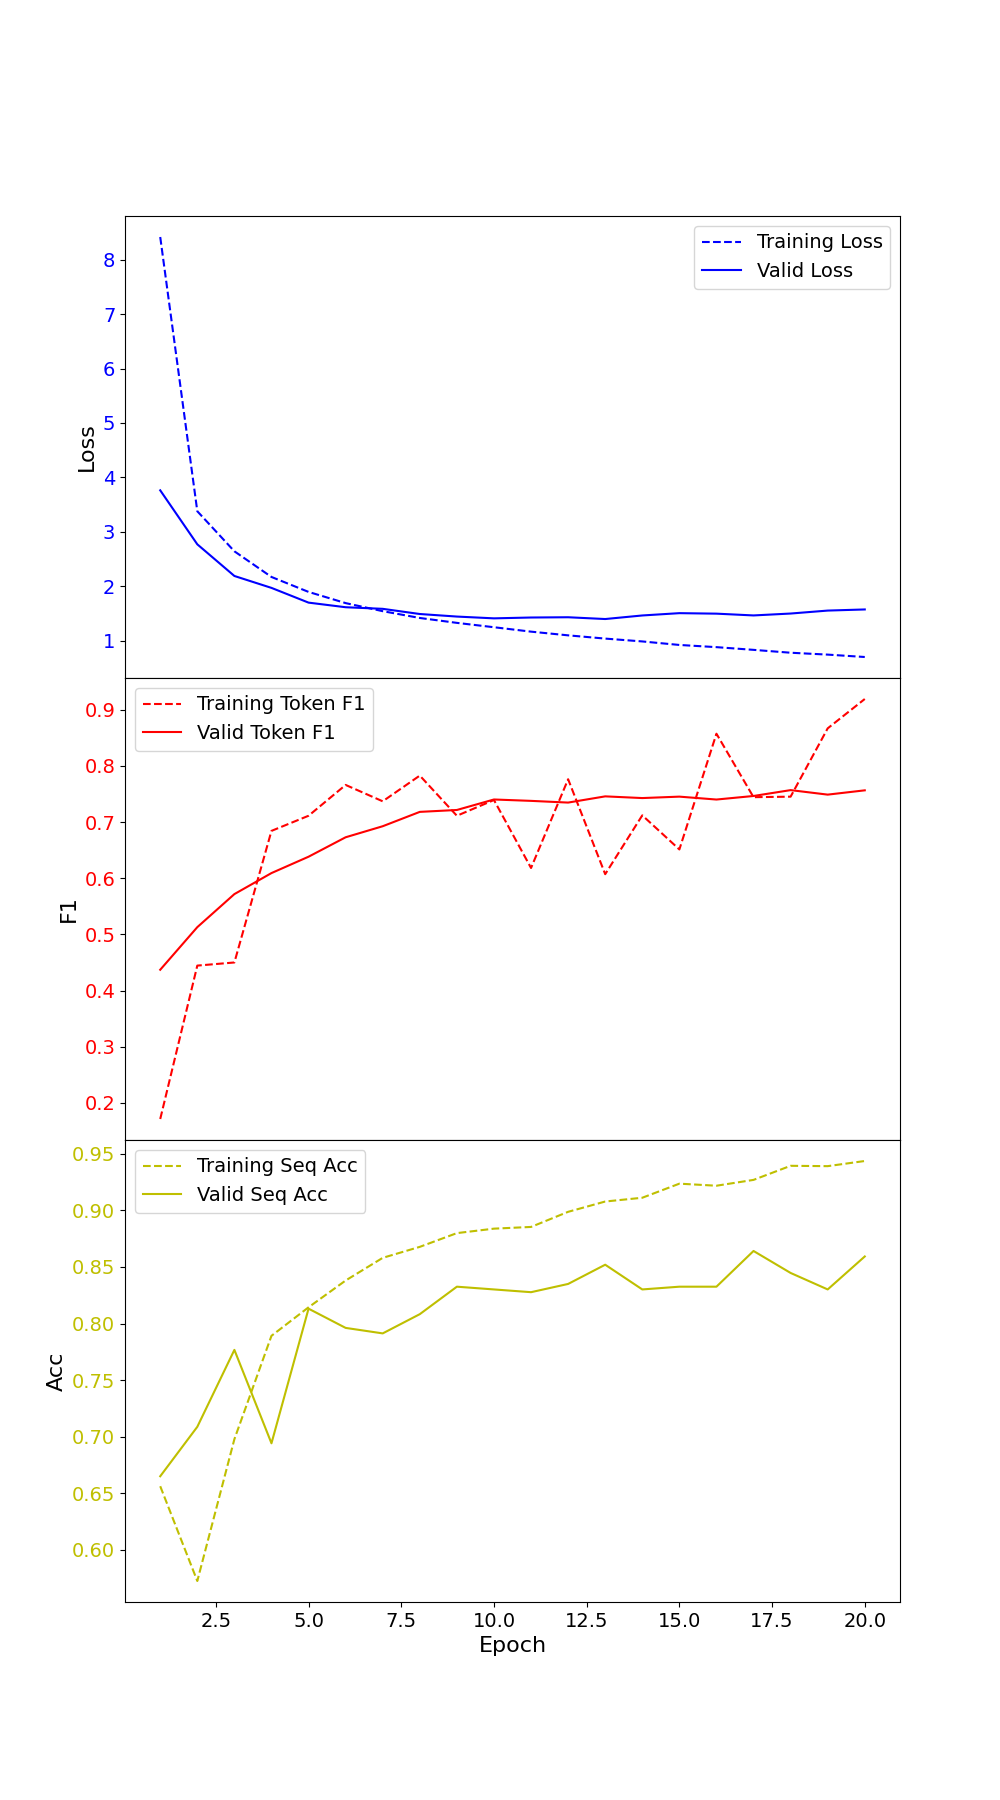 Training Loss
Valid Loss
8
7
6
5
4
3
2
1
Loss
Training Token F1
Valid Token F1
0.9
0.8
0.7
0.6
0.5
0.4
0.3
0.2
F1
Training Seq Acc
Valid Seq Acc
0.95
0.90
0.85
0.80
0.75
0.70
0.65
0.60
Acc
2.5 5.0 7.5 10.0 12.5 15.0 17.5 20.0
Epoch